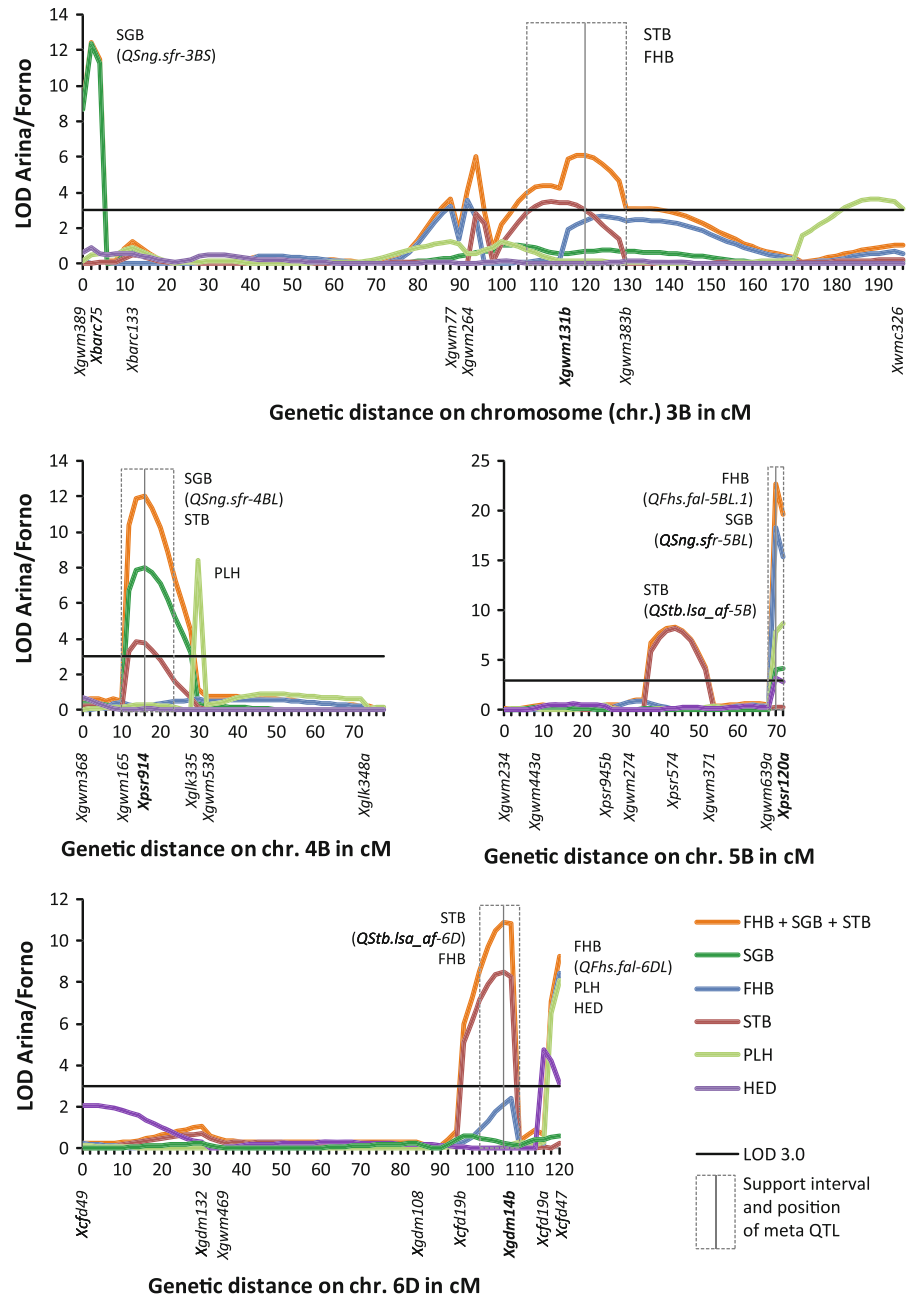 LOD Arina/Forno
14
12
10
8
6
4
2
0
SGB
(QSng.sfr-3BS)
STB
FHB
0 10 20 30 40 50 60 70 80 90 100 110 120 130 140 150 160 170 180 190
Xgwm389
Xbarc75
Xbarc133
Xgwm77
Xgwm264
Xgwm131b
Xgwm383b
Xwmc326
Genetic distance on chromosome (chr.) 3B in cM
LOD Arina/Forno
14
12
10
8
6
4
2
0
SGB
(QSng.sfr-4BL)
STB
PLH
0 10 20 30 40 50 60 70
Xgwm368
Xgwm165
Xpsr914
Xglk335
Xgwm538
Xglk348a
Genetic distance on chr. 4B in cM
25
20
15
10
5
0
FHB
(QFhs.fal-5BL.1)
SGB
(QSng.sfr-5BL)
STB
(QStb.lsa_af-5B)
0 10 20 30 40 50 60 70
Xgwm234
Xgwm443a
Xpsr945b
Xgwm274
Xpsr574
Xgwm371
Xgwm639a
Xpsr120a
Genetic distance on chr. 5B in cM
LOD Arina/Forno
12
10
8
6
4
2
0
STB
(QStb.lsa_af-6D)
FHB
FHB
(QFhs.fal-6DL)
PLH
HED
0 10 20 30 40 50 60 70 80 90 100 110 120
Xcfd49
Xgdm132
Xgwm469
Xgdm108
Xcfd19b
Xgdm14b
Xcfd19a
Xcfd47
Genetic distance on chr. 6D in cM
FHB + SGB + STB
SGB
FHB
STB
PLH
HED
LOD 3.0
Support interval
and position
of meta QTL